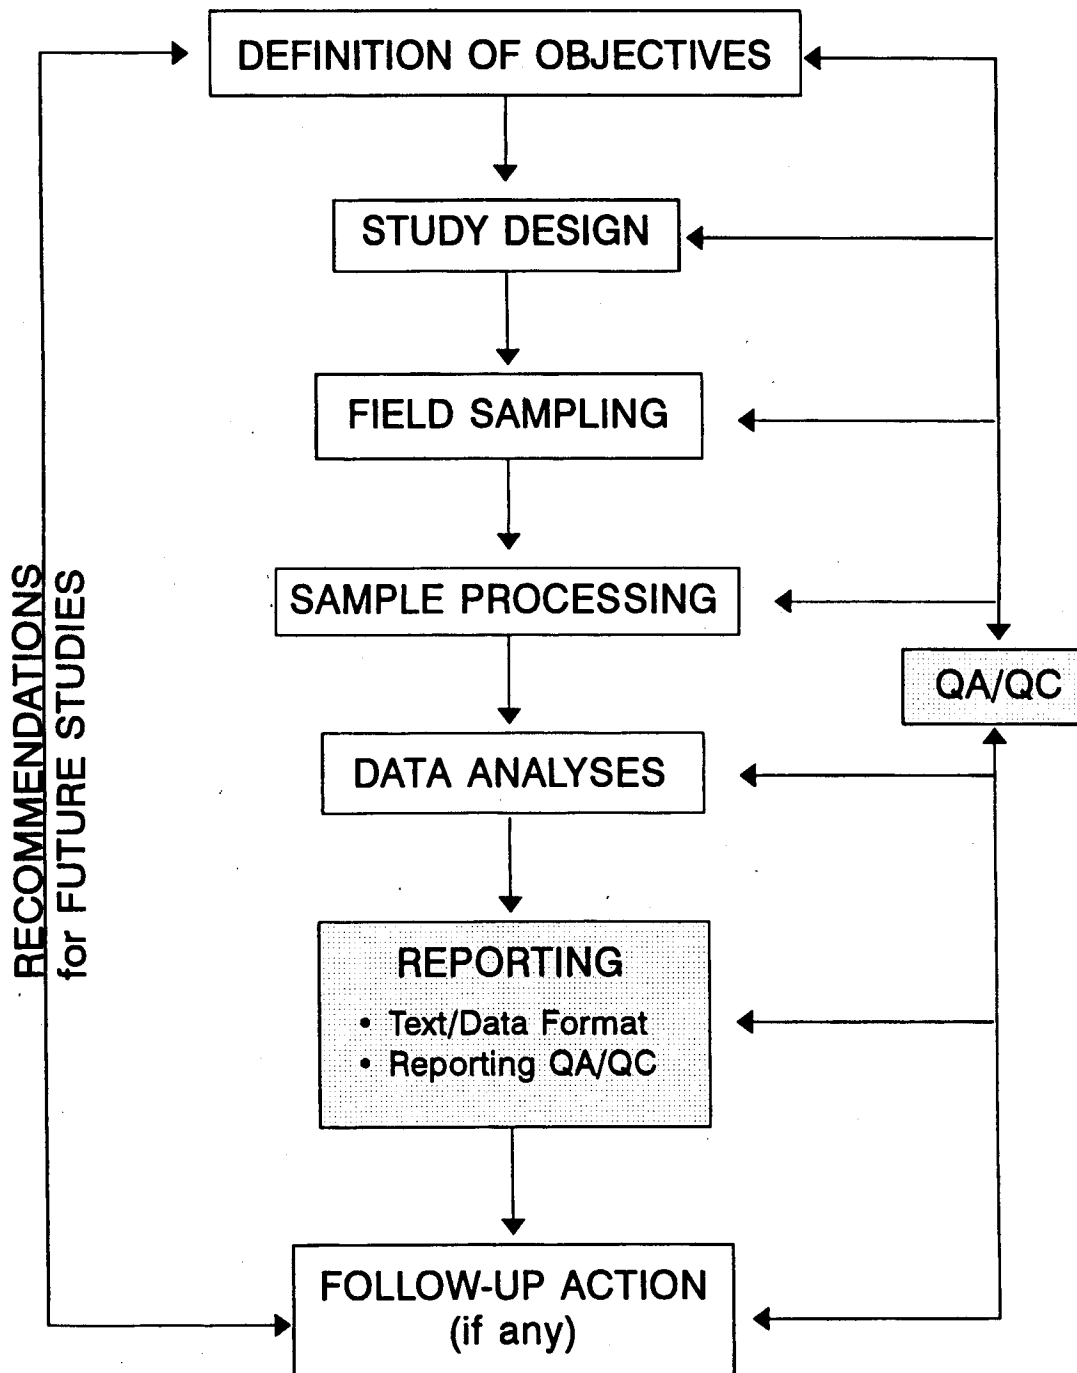 DEFINITION OF OBJECTIVES
STUDY DESIGN
FIELD SAMPLING
SAMPLE PROCESSING
QA/QC
DATA ANALYSES
REPORTING
• Text/Data Format
• Reporting QA/QC
FOLLOW-UP ACTION
(if any)
RECOMMENDATIONS
for FUTURE STUDIES